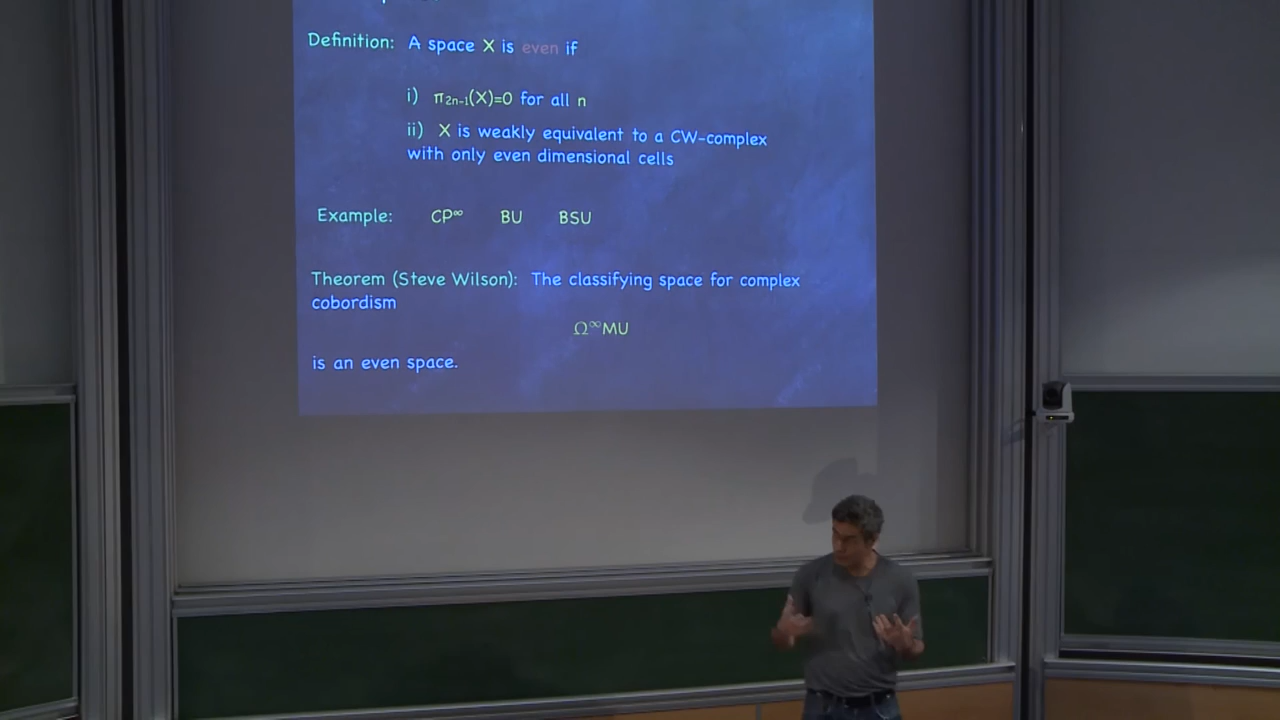 Definition: A space X is even if
i) π2n-1(X)=0 for all n
ii) X is weakly equivalent to a CW-complex
with only even dimensional cells
Example: CP∞ BU BSU
Theorem (Steve Wilson): The classifying space for complex
cobordism
Ω∞MU
is an even space.